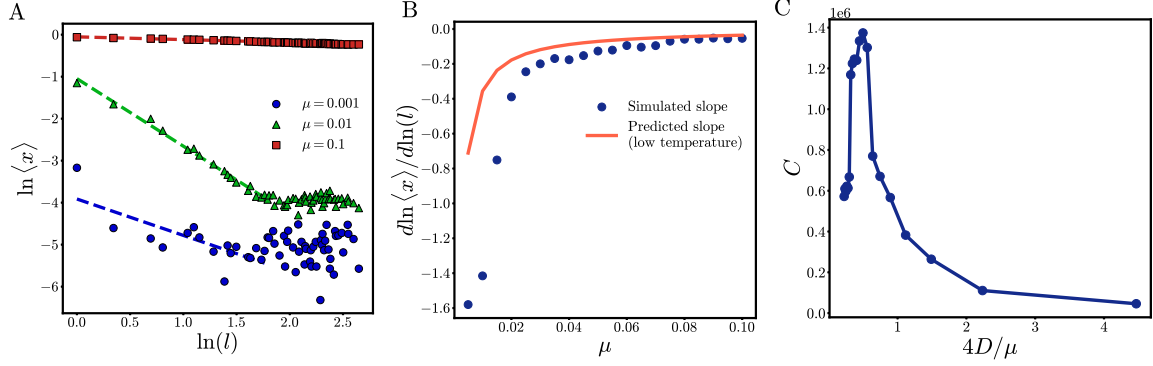 A
ln ⟨x⟩
0
−1
−2
−3
−4
−5
−6
μ = 0.001
μ = 0.01
μ = 0.1
0.0 0.5 1.0 1.5 2.0 2.5
ln(l)
B
d ln ⟨x⟩/d ln(l)
0.0
−0.2
−0.4
−0.6
−0.8
−1.0
−1.2
−1.4
−1.6
Simulated slope
Predicted slope
(low temperature)
0.02 0.04 0.06 0.08 0.10
μ
C
1e6
C
1.4
1.2
1.0
0.8
0.6
0.4
0.2
0.0
1 2 3 4
4D/μ